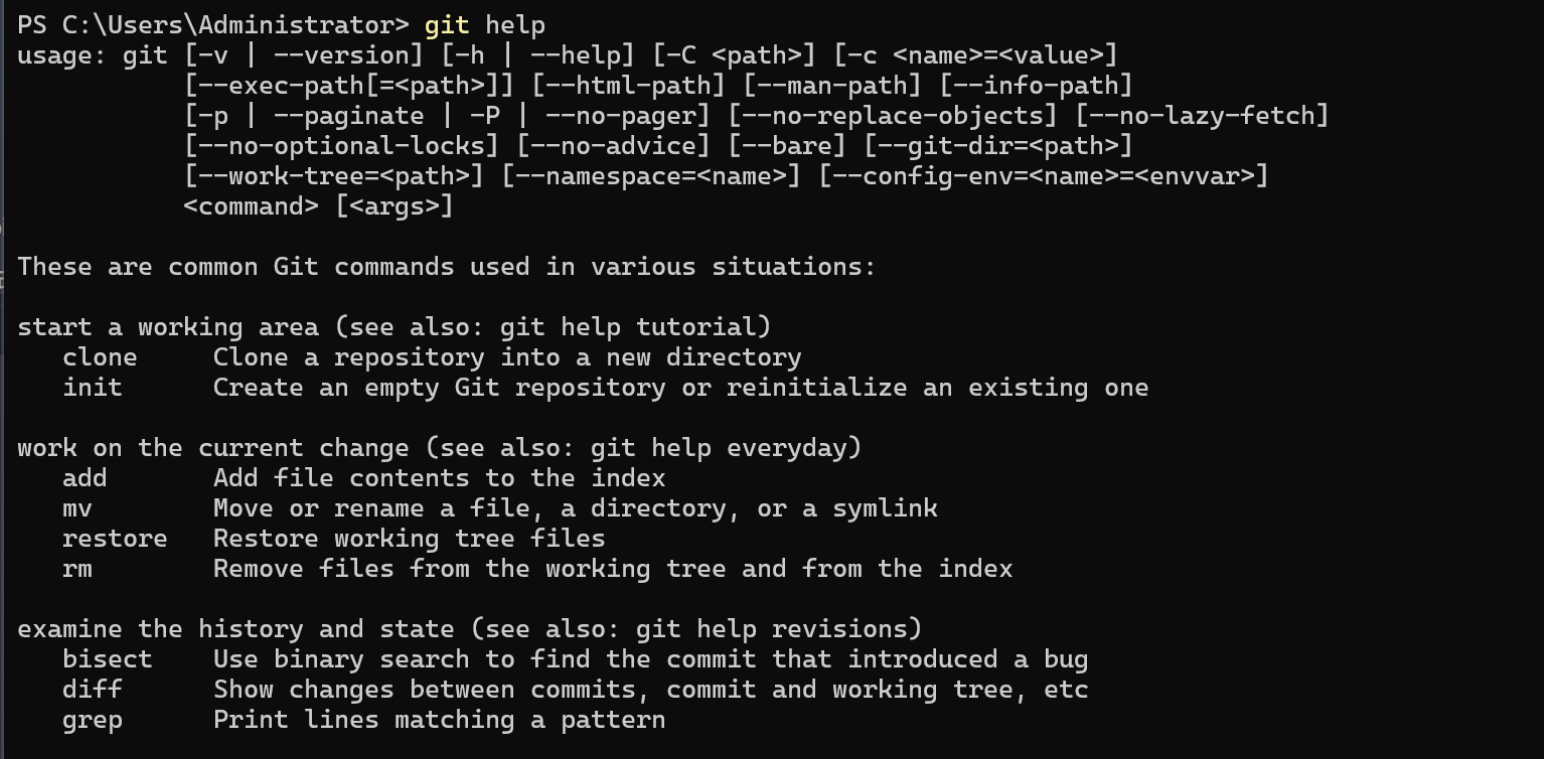 PS C:\Users\Administrator> git help
usage: git [-v | --version] [-h | --help] [-C <path>] [-c <name>=<value>]
           [--exec-path[=<path>]] [--html-path] [--man-path] [--info-path]
           [-p | --paginate | -P | --no-pager] [--no-replace-objects] [--no-lazy-fetch]
           [--no-optional-locks] [--no-advice] [--bare] [--git-dir=<path>]
           [--work-tree=<path>] [--namespace=<name>] [--config-env=<name>=<envvar>]
           <command> [<args>]

These are common Git commands used in various situations:

start a working area (see also: git help tutorial)
   clone     Clone a repository into a new directory
   init      Create an empty Git repository or reinitialize an existing one

work on the current change (see also: git help everyday)
   add       Add file contents to the index
   mv        Move or rename a file, a directory, or a symlink
   restore   Restore working tree files
   rm        Remove files from the working tree and from the index

examine the history and state (see also: git help revisions)
   bisect    Use binary search to find the commit that introduced a bug
   diff      Show changes between commits, commit and working tree, etc
   grep      Print lines matching a pattern